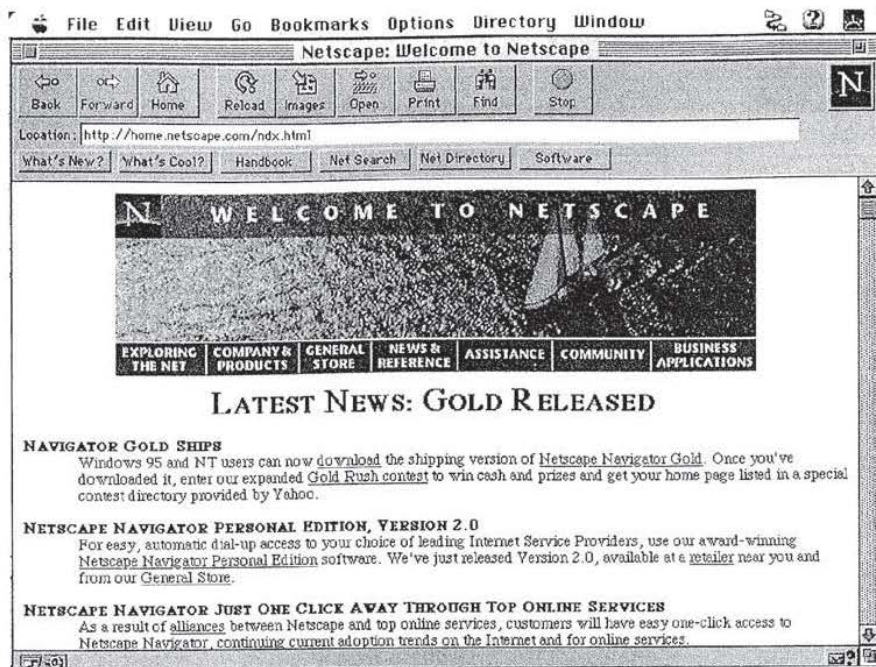 File Edit View Go Bookmarks Options Directory Window
Netscape: Welcome to Netscape
Back Forward Home Reload Images Open Print Find Stop
N
Location: http://home.netscape.com/ndx.html
What's New? What's Cool? Handbook Net Search Net Directory Software
N WELCOME TO NETSCAPE
EXPLORING THE NET COMPANY & PRODUCTS GENERAL STORE NEWS & REFERENCE ASSISTANCE COMMUNITY BUSINESS APPLICATIONS
LATEST NEWS: GOLD RELEASED
NAVIGATOR GOLD SHIPS
Windows 95 and NT users can now download the shipping version of Netscape Navigator Gold. Once you've
downloaded it, enter our expanded Gold Rush contest to win cash and prizes and get your home page listed in a special
contest directory provided by Yahoo.
NETSCAPE NAVIGATOR PERSONAL EDITION, VERSION 2.0
For easy, automatic dial-up access to your choice of leading Internet Service Providers, use our award-winning
Netscape Navigator Personal Edition software. We've just released Version 2.0, available at a retailer near you and
from our General Store.
NETSCAPE NAVIGATOR JUST ONE CLICK AWAY THROUGH TOP ONLINE SERVICES
As a result of alliances between Netscape and top online services, customers will have easy one-click access to
Netscape Navigator, continuing current adoption trends on the Internet and for online services.